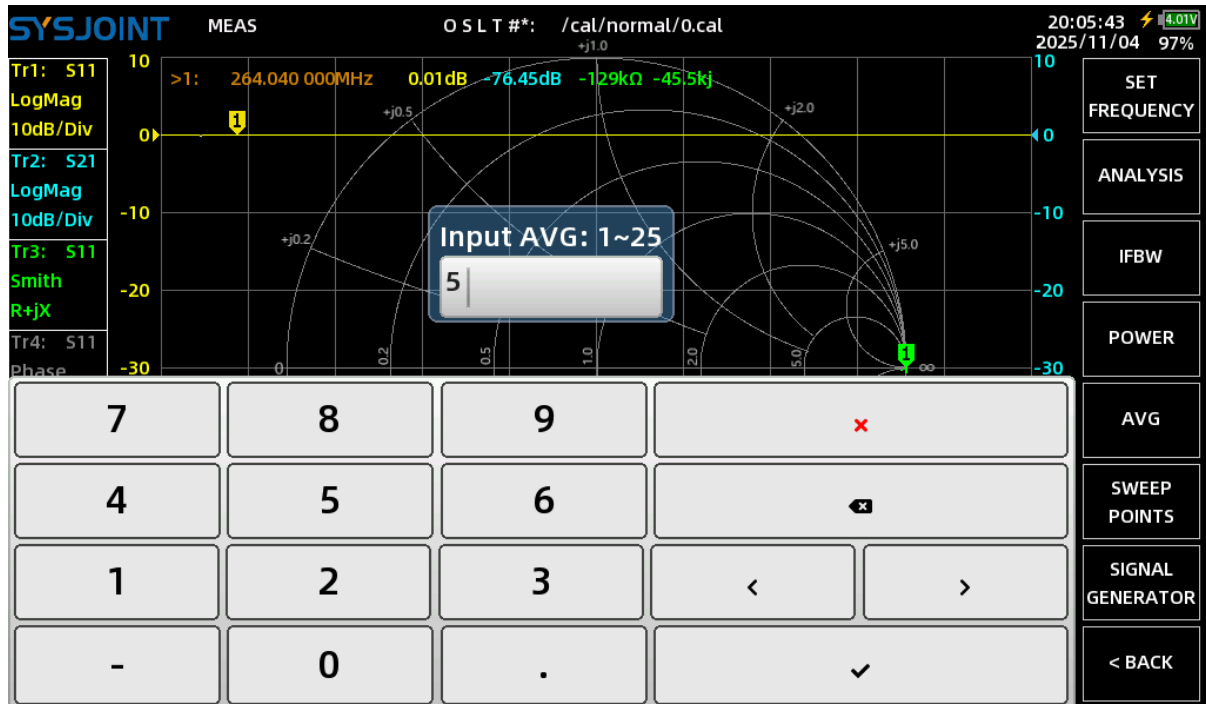 SYSJOINT MEAS O S L T #*: /cal/normal/0.cal 20:05:43 4.01V
2025/11/04 97%
Tr1: S11
LogMag
10dB/Div
Tr2: S21
LogMag
10dB/Div
Tr3: S11
Smith
R+jX
Tr4: S11
Phase
>1: 264.040 000MHz 0.01dB -76.45dB -129kΩ -45.5kj
10
0
-10
-20
-30
1
+j1.0
+j0.5
+j2.0
+j0.2
+j5.0
0
0.2
0.5
1.0
2.0
5.0
1
∞
10
0
-10
-20
-30
Input AVG: 1~25
5
7 8 9 ×
4 5 6
1 2 3 < >
- 0 . ✓
SET
FREQUENCY
ANALYSIS
IFBW
POWER
AVG
SWEEP
POINTS
SIGNAL
GENERATOR
< BACK